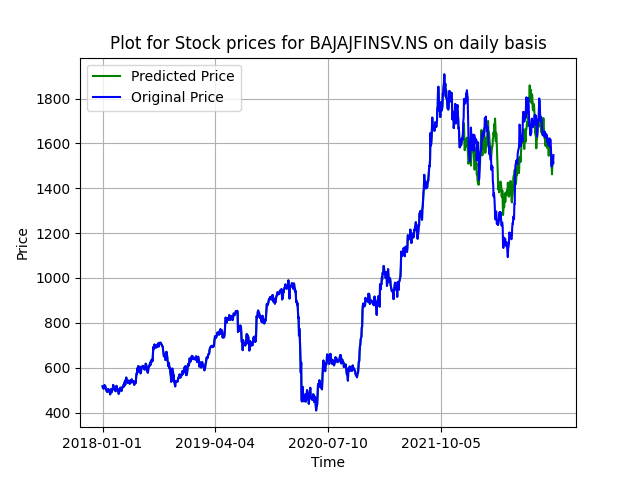 Plot for Stock prices for BAJAJFINSV.NS on daily basis
Predicted Price
Original Price
1800
1600
1400
1200
1000
800
600
400
Price
2018-01-01 2019-04-04 2020-07-10 2021-10-05
Time